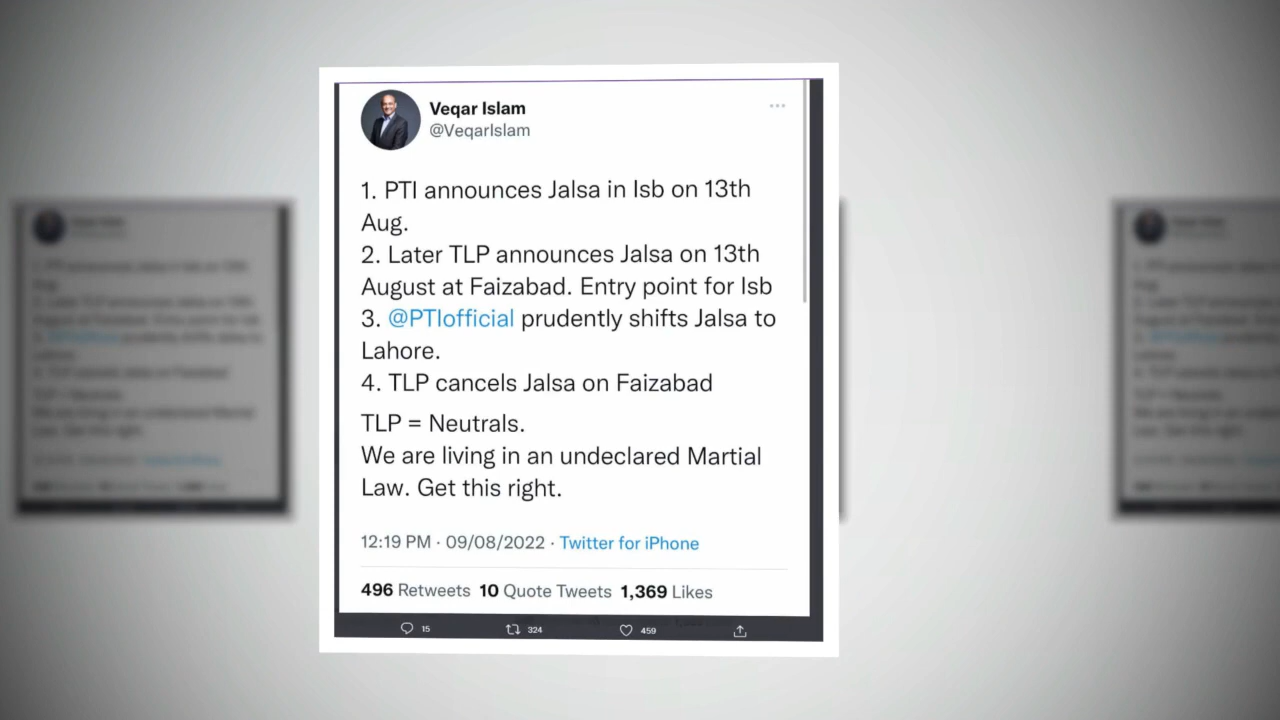 Veqar Islam
@VeqarIslam
1. PTI announces Jalsa in Isb on 13th
Aug.
2. Later TLP announces Jalsa on 13th
August at Faizabad. Entry point for Isb
3. @PTIofficial prudently shifts Jalsa to
Lahore.
4. TLP cancels Jalsa on Faizabad
TLP = Neutrals.
We are living in an undeclared Martial
Law. Get this right.
12:19 PM · 09/08/2022 · Twitter for iPhone
496 Retweets 10 Quote Tweets 1,369 Likes
15 324 459